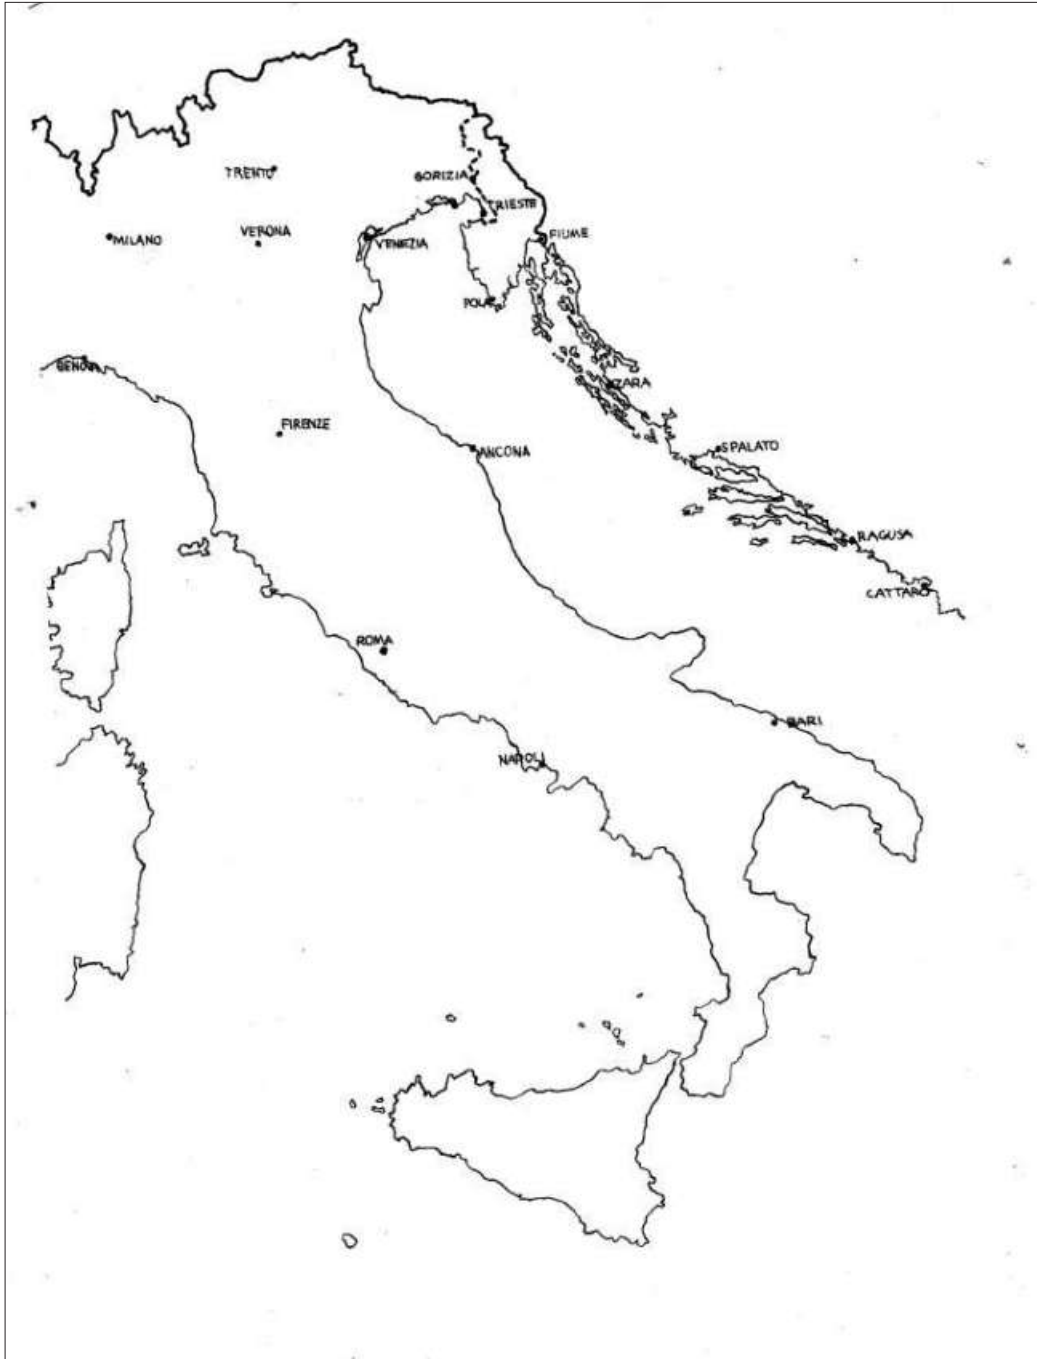 TRENTO
GORIZIA
TRIESTE
MILANO
VERONA
VENEZIA
FIUME
POLA
GENOVA
ZARA
FIRENZE
ANCONA
SPALATO
RAGUSA
CATTARO
ROMA
BARI
NAPOLI